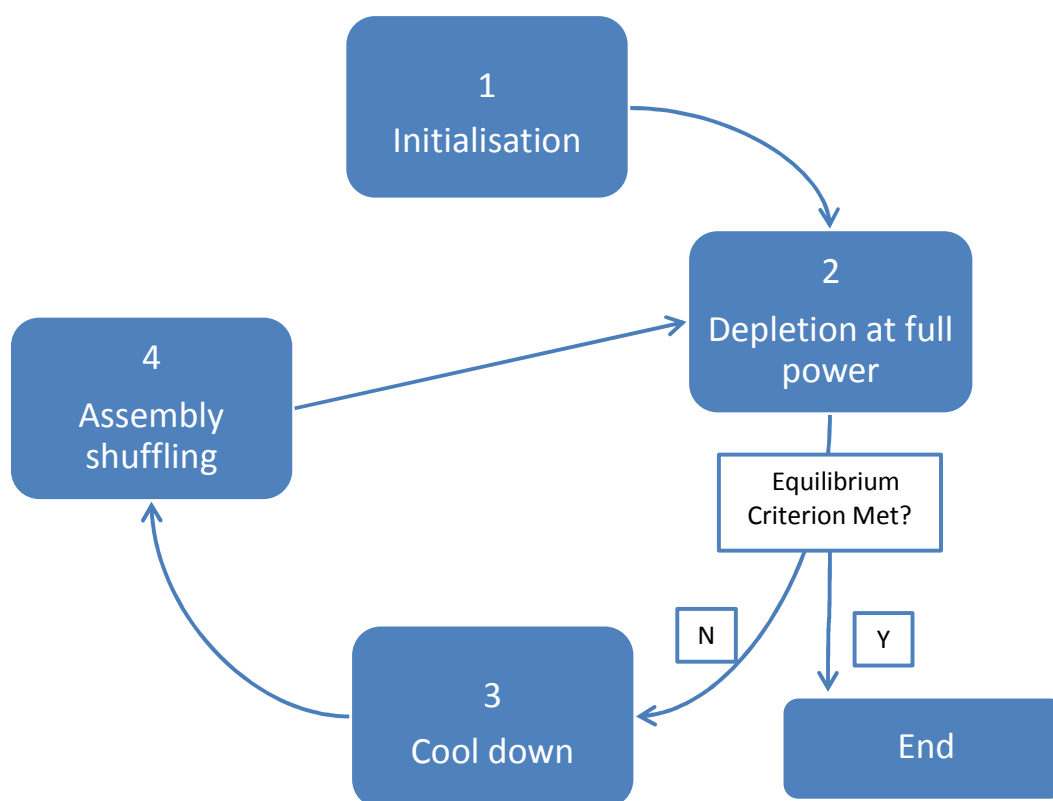 1
Initialisation
2
Depletion at full
power
4
Assembly
shuffling
Equilibrium
Criterion Met?
N
Y
3
Cool down
End